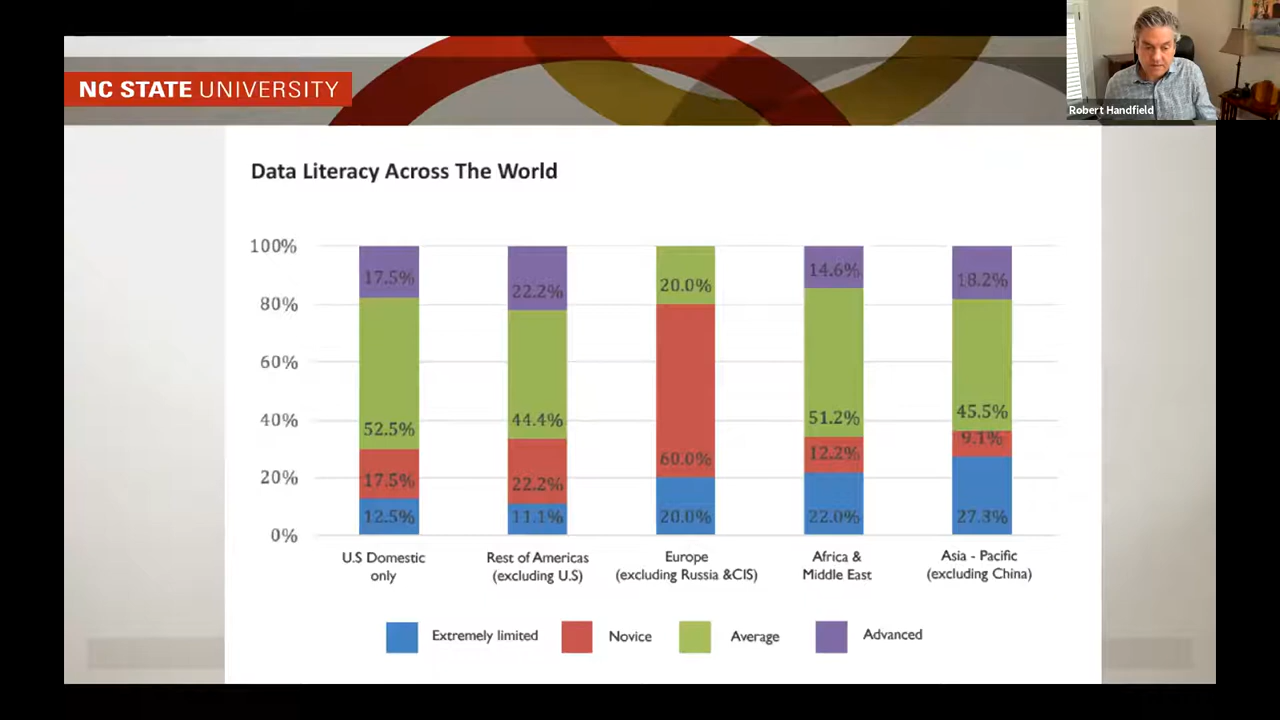 NC STATE UNIVERSITY
Robert Handfield
Data Literacy Across The World
100%
80%
60%
40%
20%
0%
17.5%
52.5%
17.5%
12.5%
22.2%
44.4%
22.2%
11.1%
20.0%
60.0%
20.0%
14.6%
51.2%
12.2%
22.0%
18.2%
45.5%
9.1%
27.3%
U.S Domestic
only
Rest of Americas
(excluding U.S)
Europe
(excluding Russia &CIS)
Africa &
Middle East
Asia - Pacific
(excluding China)
Extremely limited
Novice
Average
Advanced